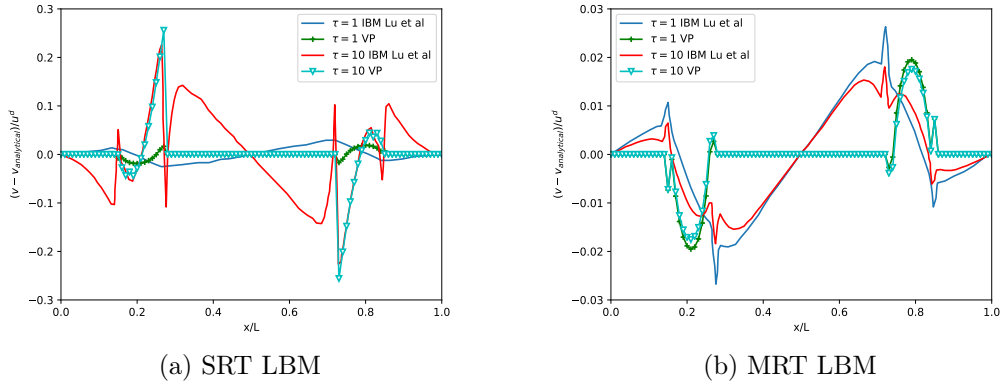 τ = 1 IBM Lu et al
τ = 1 VP
τ = 10 IBM Lu et al
τ = 10 VP
(v − v_analytical)/u^d
0.3
0.2
0.1
0.0
−0.1
−0.2
−0.3
0.0 0.2 0.4 0.6 0.8 1.0
x/L
(a) SRT LBM
τ = 1 IBM Lu et al
τ = 1 VP
τ = 10 IBM Lu et al
τ = 10 VP
(v − v_analytical)/u^d
0.03
0.02
0.01
0.00
−0.01
−0.02
−0.03
0.0 0.2 0.4 0.6 0.8 1.0
x/L
(b) MRT LBM